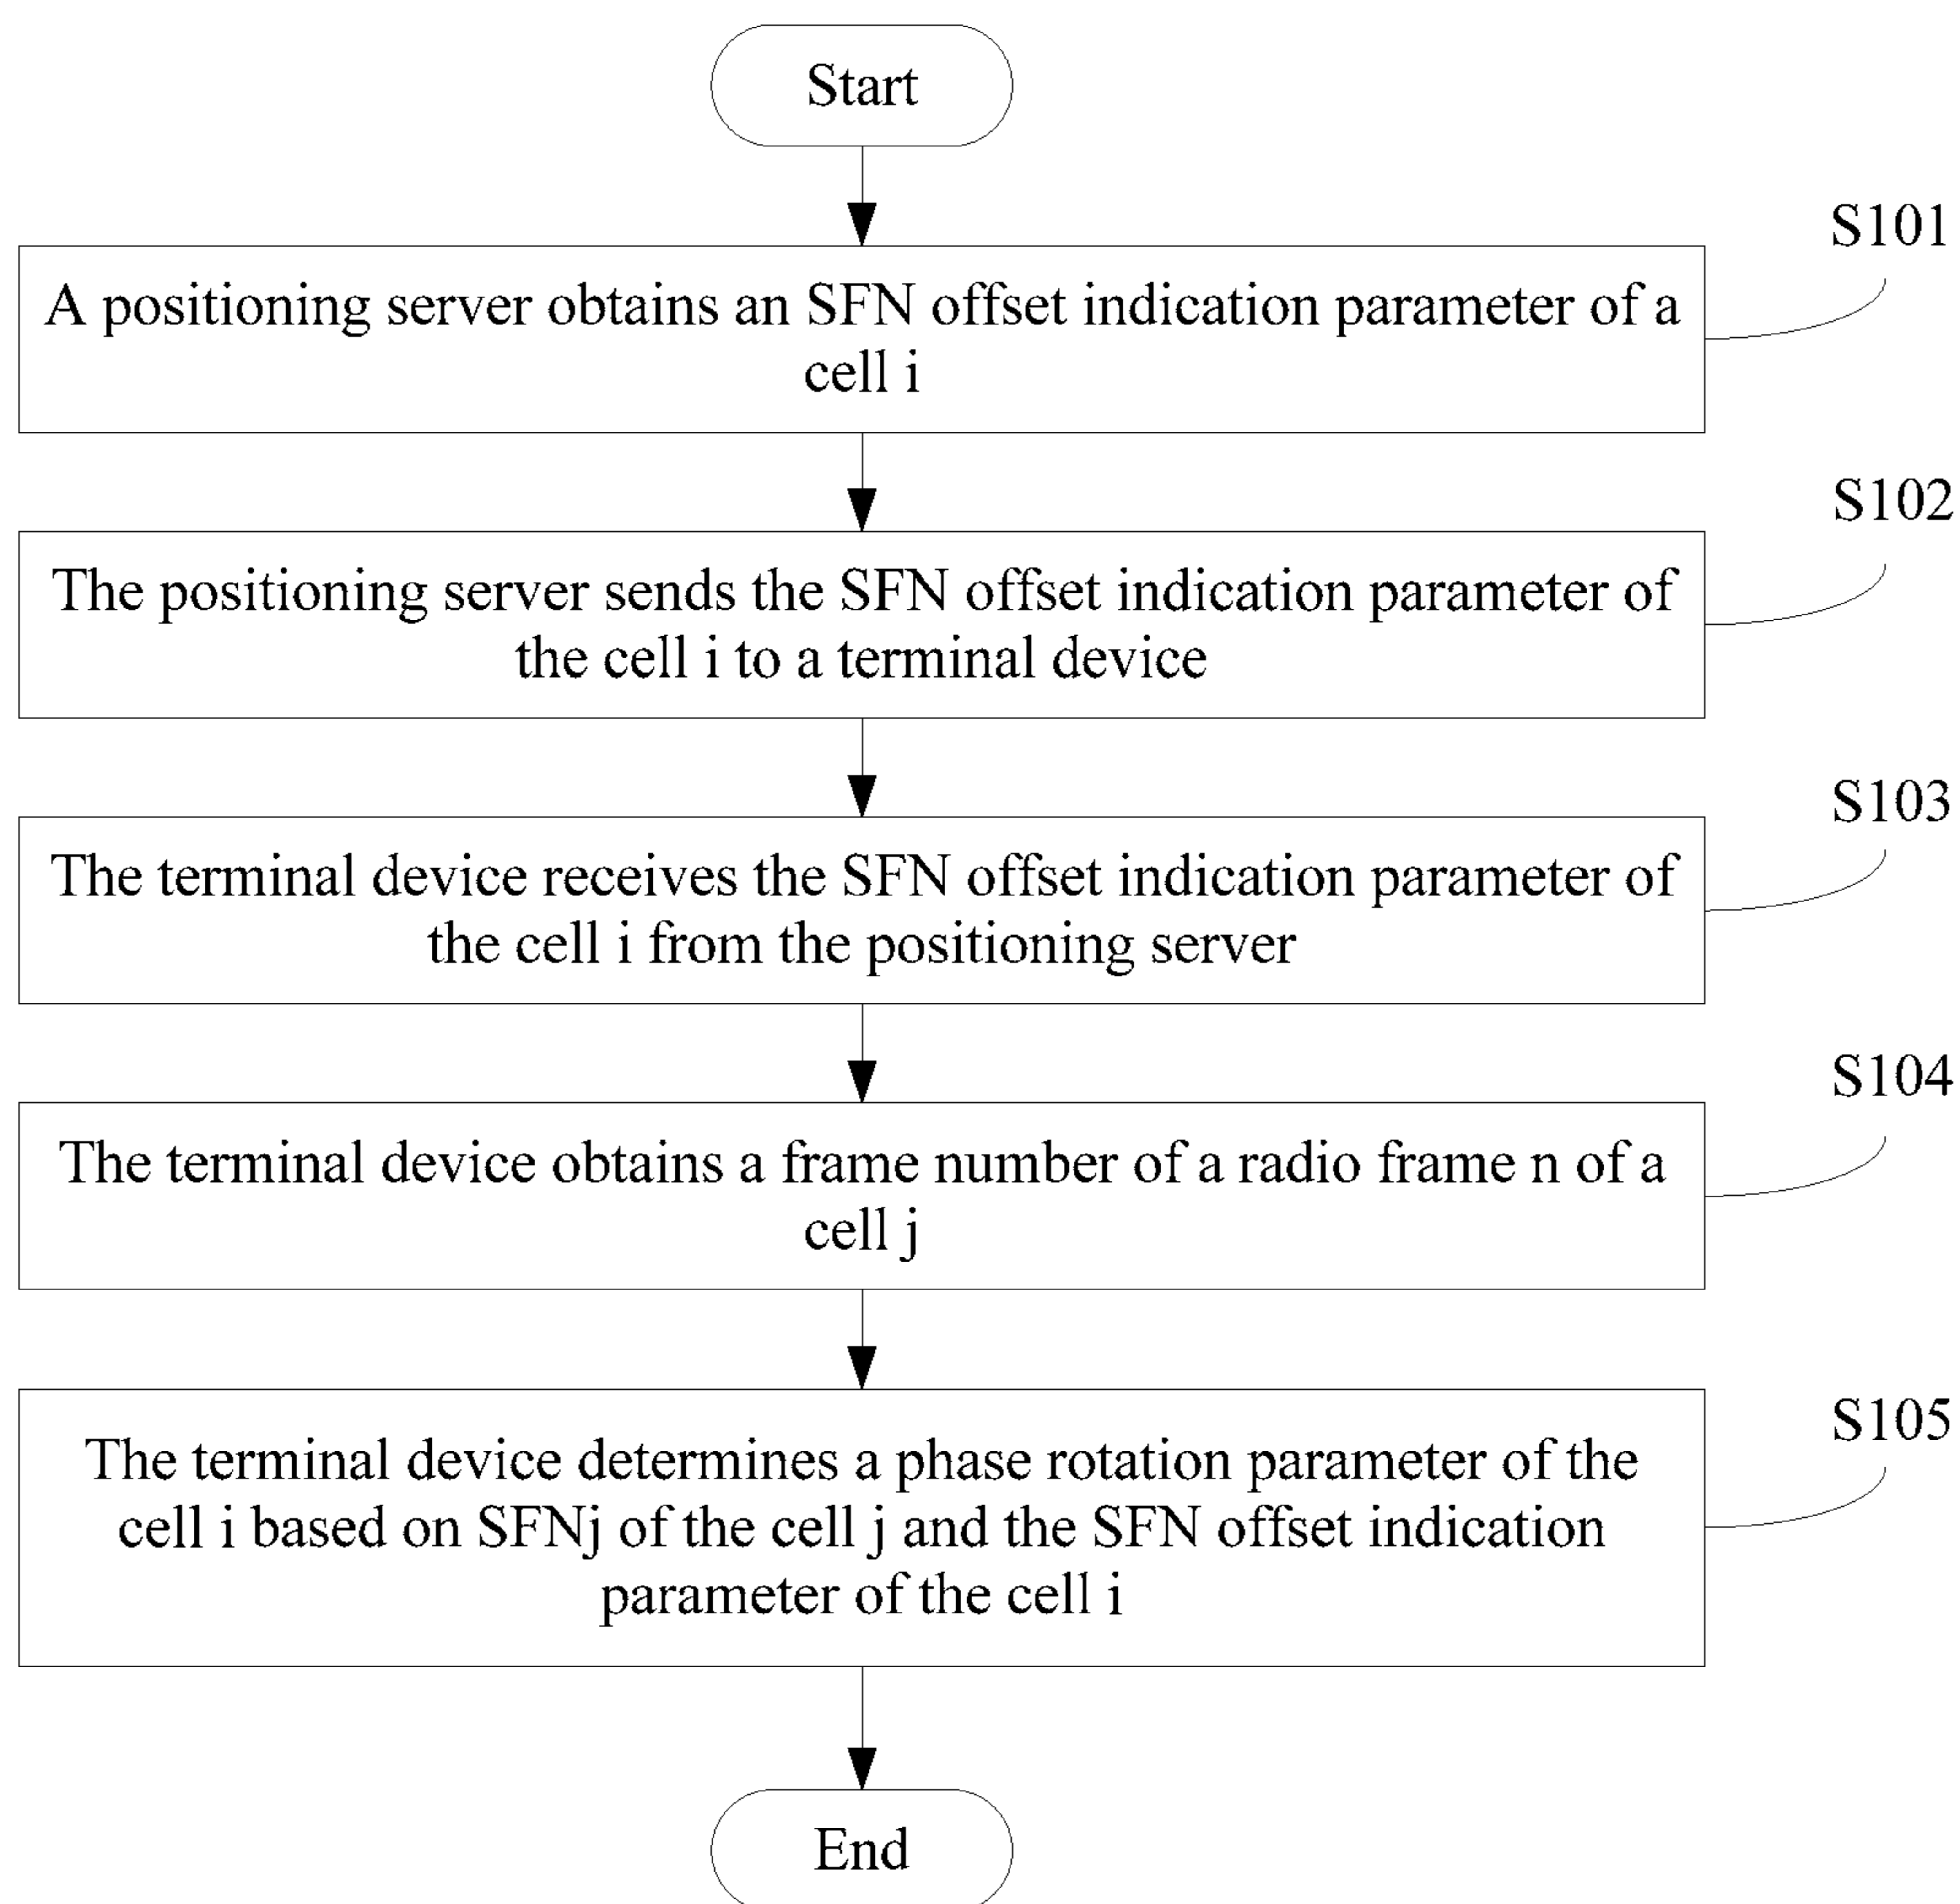 Start
S101
A positioning server obtains an SFN offset indication parameter of a
cell i
S102
The positioning server sends the SFN offset indication parameter of
the cell i to a terminal device
S103
The terminal device receives the SFN offset indication parameter of
the cell i from the positioning server
S104
The terminal device obtains a frame number of a radio frame n of a
cell j
S105
The terminal device determines a phase rotation parameter of the
cell i based on SFNj of the cell j and the SFN offset indication
parameter of the cell i
End